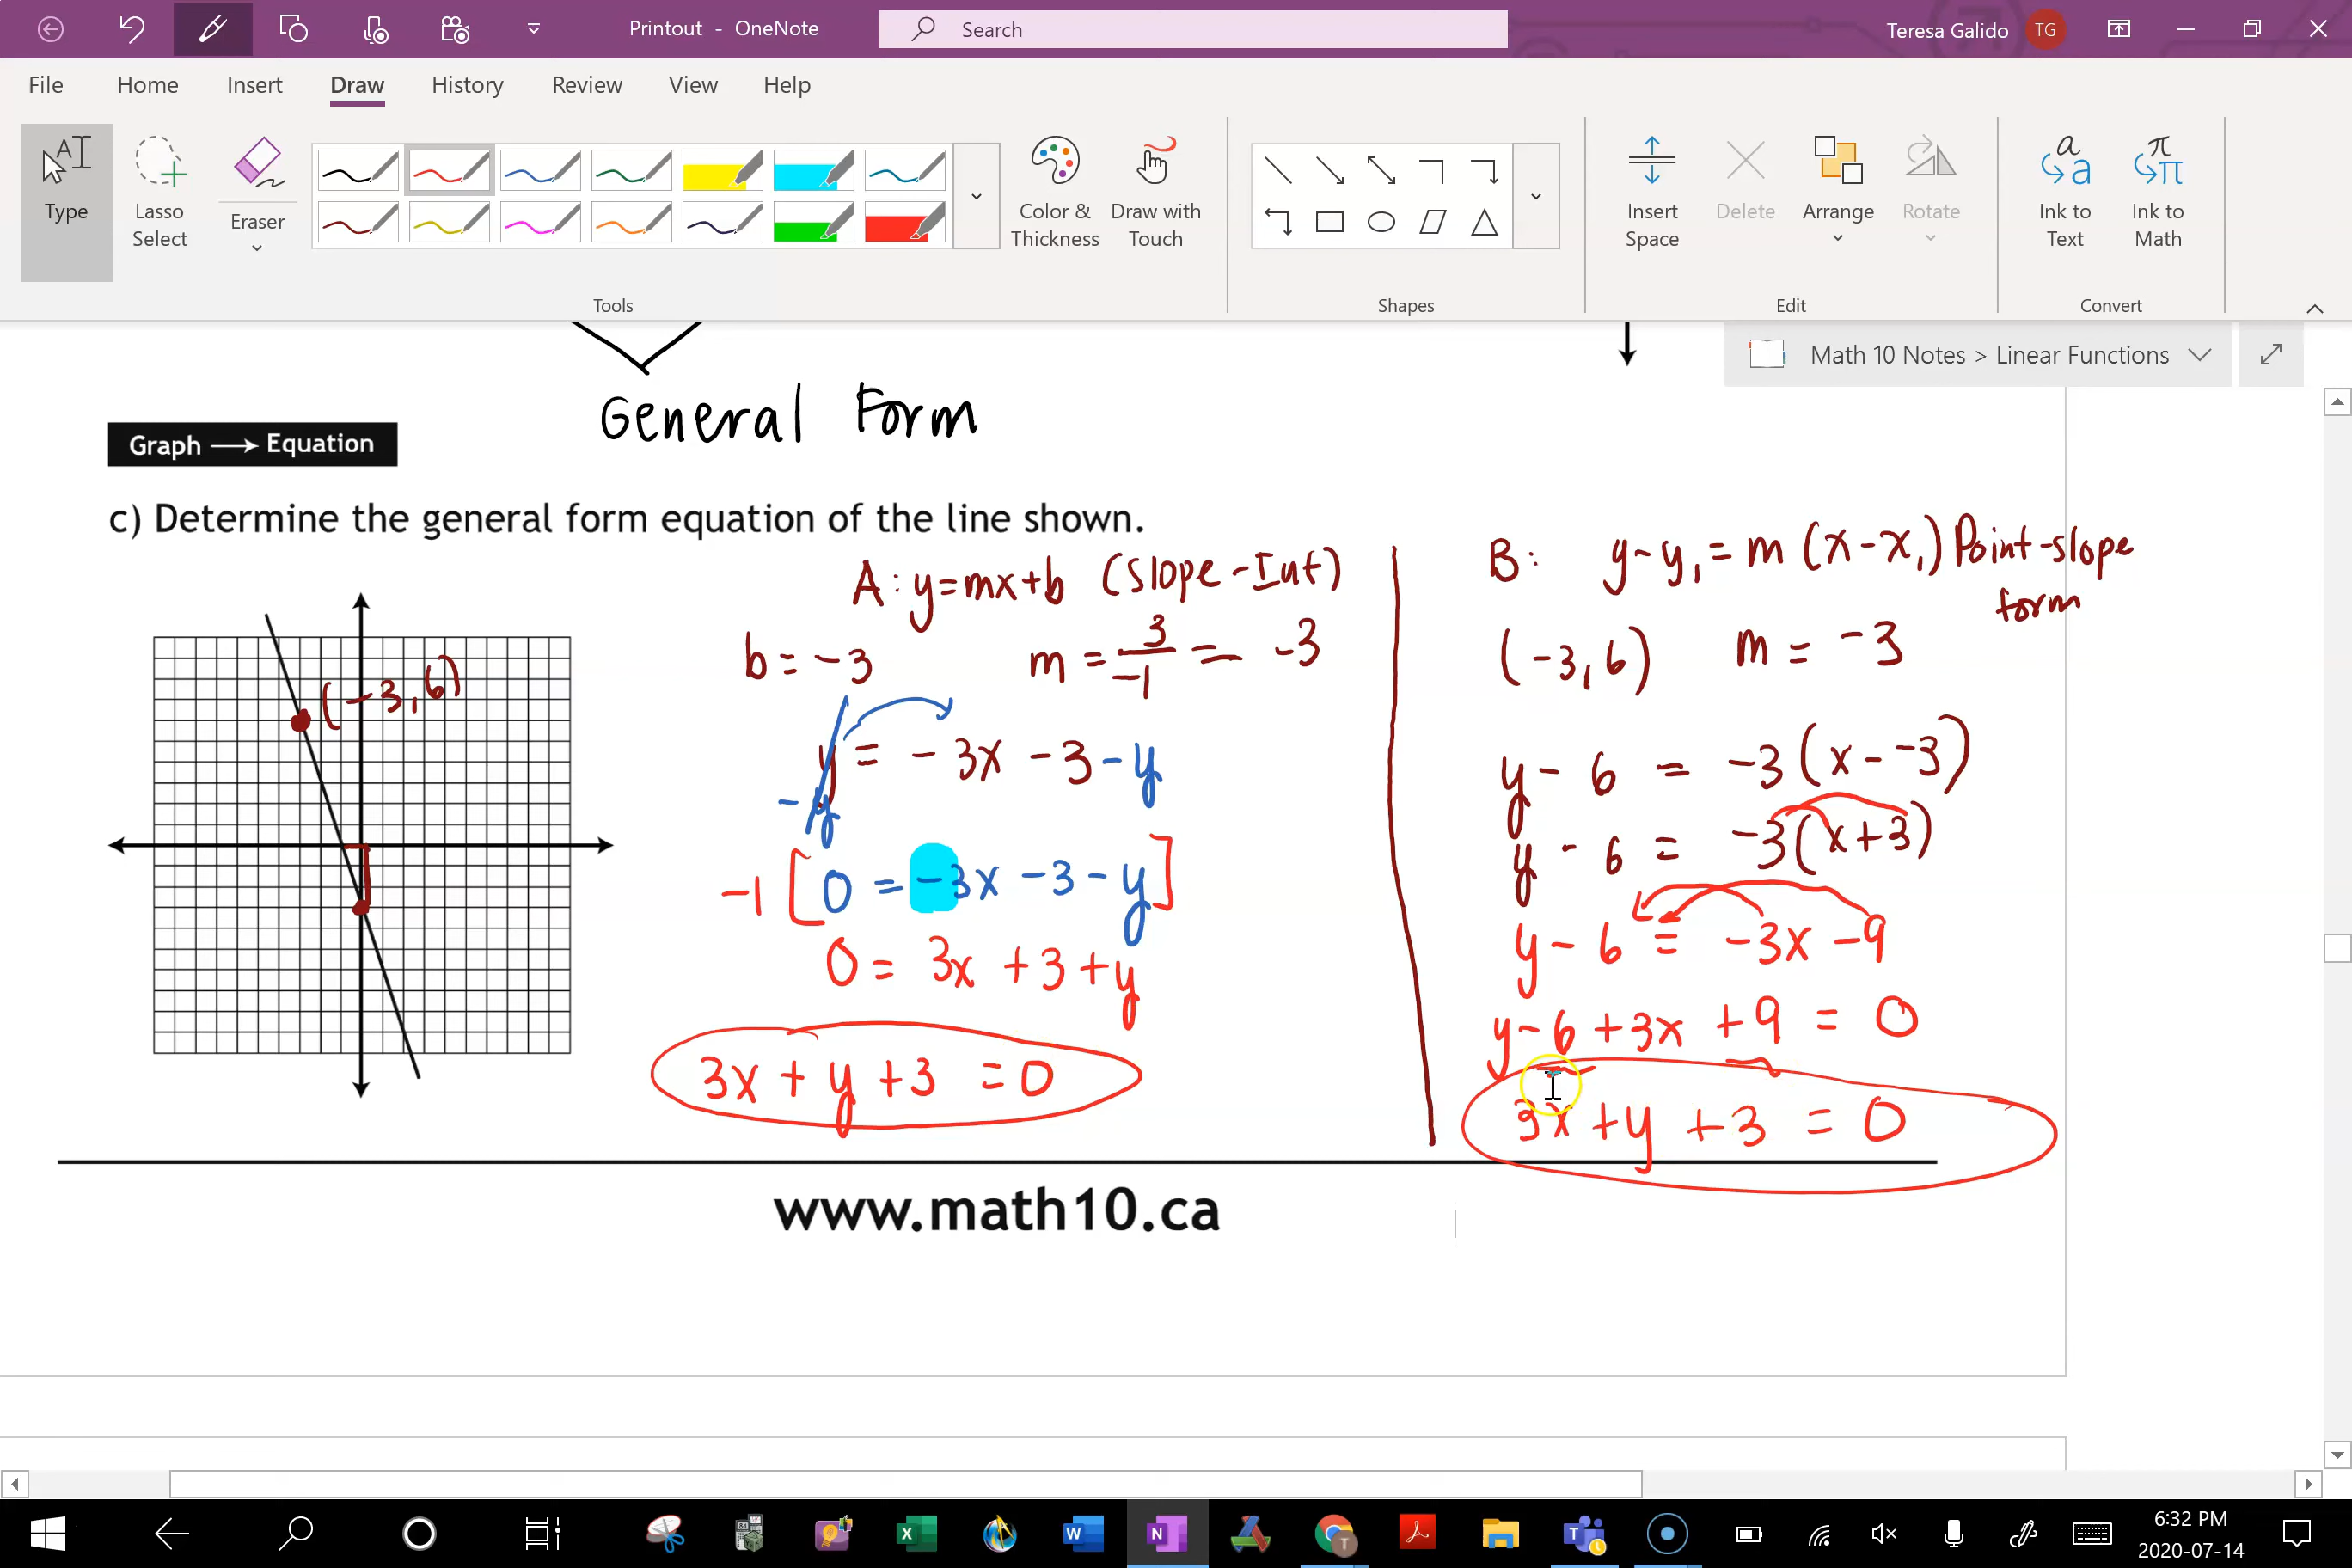 Printout - OneNote
Search
Teresa Galido TG
File Home Insert Draw History Review View Help
Type
Lasso Select
Eraser
Color & Thickness
Draw with Touch
Insert Space
Delete
Arrange
Rotate
a a
Ink to Text
π π
Ink to Math
Tools Shapes Edit Convert
Math 10 Notes > Linear Functions
General Form
Graph → Equation
c) Determine the general form equation of the line shown.
(-3,6)
A: y=mx+b (Slope-Int)
b = -3 m = 3/-1 = -3
y = -3x -3 -y
-y
-1 [0 = -3x -3 -y]
0 = 3x +3 +y
3x + y +3 = 0
B: y-y₁ = m(x-x₁) Point-slope form
(-3,6) m = -3
y - 6 = -3(x - -3)
y - 6 = -3(x+3)
y - 6 = -3x -9
y - 6 + 3x + 9 = 0
3x + y + 3 = 0
www.math10.ca
6:32 PM
2020-07-14